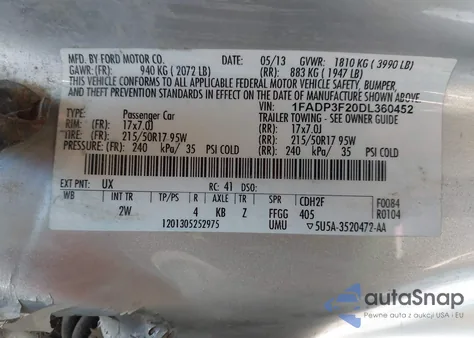 MFD. BY FORD MOTOR CO. DATE: 05/13 GVWR: 1810 KG ( 3990 LB)
GAWR: (FR): 940 KG (2072 LB) (RR): 883 KG (1947 LB)
THIS VEHICLE CONFORMS TO ALL APPLICABLE FEDERAL MOTOR VEHICLE SAFETY, BUMPER,
AND THEFT PREVENTION STANDARDS IN EFFECT ON THE DATE OF MANUFACTURE SHOWN ABOVE.
VIN: 1FADP3F20DL360452
TYPE: Passenger Car TRAILER TOWING - SEE OWNER GUIDE
RIM: (FR): 17x7.0J (RR): 17x7.0J
TIRE: (FR): 215/50R17 95W (RR): 215/50R17 95W
PRESSURE: (FR): 240 kPa/ 35 PSI COLD (RR): 240 kPa/ 35 PSI COLD
EXT PNT: UX RC: 41 DSO:
WB INT TR TP/PS R AXLE TR SPR CDH2F F0084
2W 4 KB Z FFGG 405 R0104
1201305252975 UMU 5U5A-3520472-AA
autoSnap
Pewne auto z aukcji USA i EU